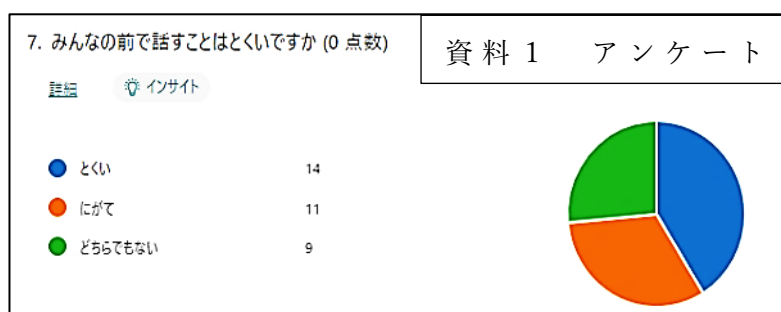 7. みんなの前で話すことはとくいですか (0 点数)
資料１　アンケート
詳細
インサイト
とくい 14
にがて 11
どちらでもない 9